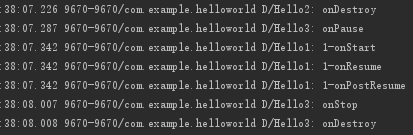 :38:07.226 9670-9670/com.example.helloworld D/Hello2: onDestroy
:38:07.287 9670-9670/com.example.helloworld D/Hello3: onPause
:38:07.342 9670-9670/com.example.helloworld D/Hello1: 1-onStart
:38:07.342 9670-9670/com.example.helloworld D/Hello1: 1-onResume
:38:07.342 9670-9670/com.example.helloworld D/Hello1: 1-onPostResume
:38:08.007 9670-9670/com.example.helloworld D/Hello3: onStop
:38:08.008 9670-9670/com.example.helloworld D/Hello3: onDestroy